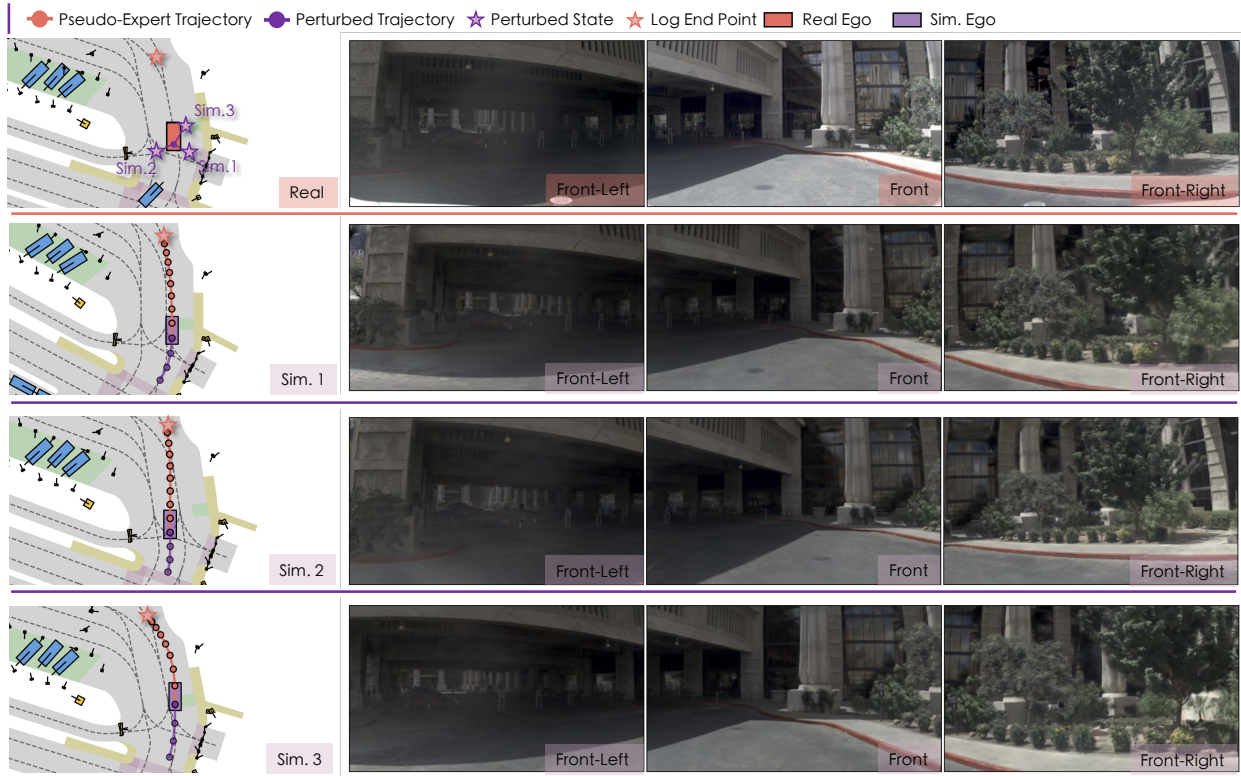 Pseudo-Expert Trajectory Perturbed Trajectory Perturbed State Log End Point Real Ego Sim. Ego
Sim.3
Sim.2 Sim.1
Real Front-Left Front Front-Right
Sim. 1 Front-Left Front Front-Right
Sim. 2 Front-Left Front Front-Right
Sim. 3 Front-Left Front Front-Right